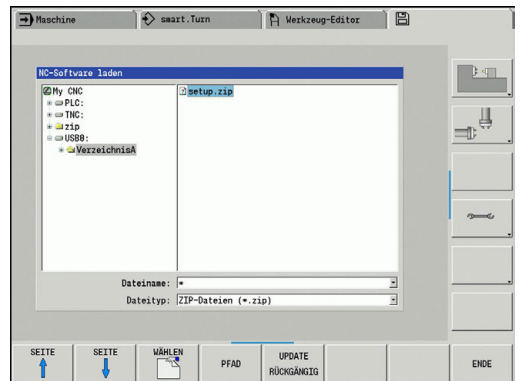 Maschine
smart.Turn
Werkzeug-Editor
NC-Software laden
My CNC
PLC:
TNC:
zip
USB0:
VerzeichnisA
setup.zip
Dateiname: *
Dateityp: ZIP-Dateien (*.zip)
SEITE
SEITE
WÄHLEN
PFAD
UPDATE
RÜCKGÄNGIG
ENDE